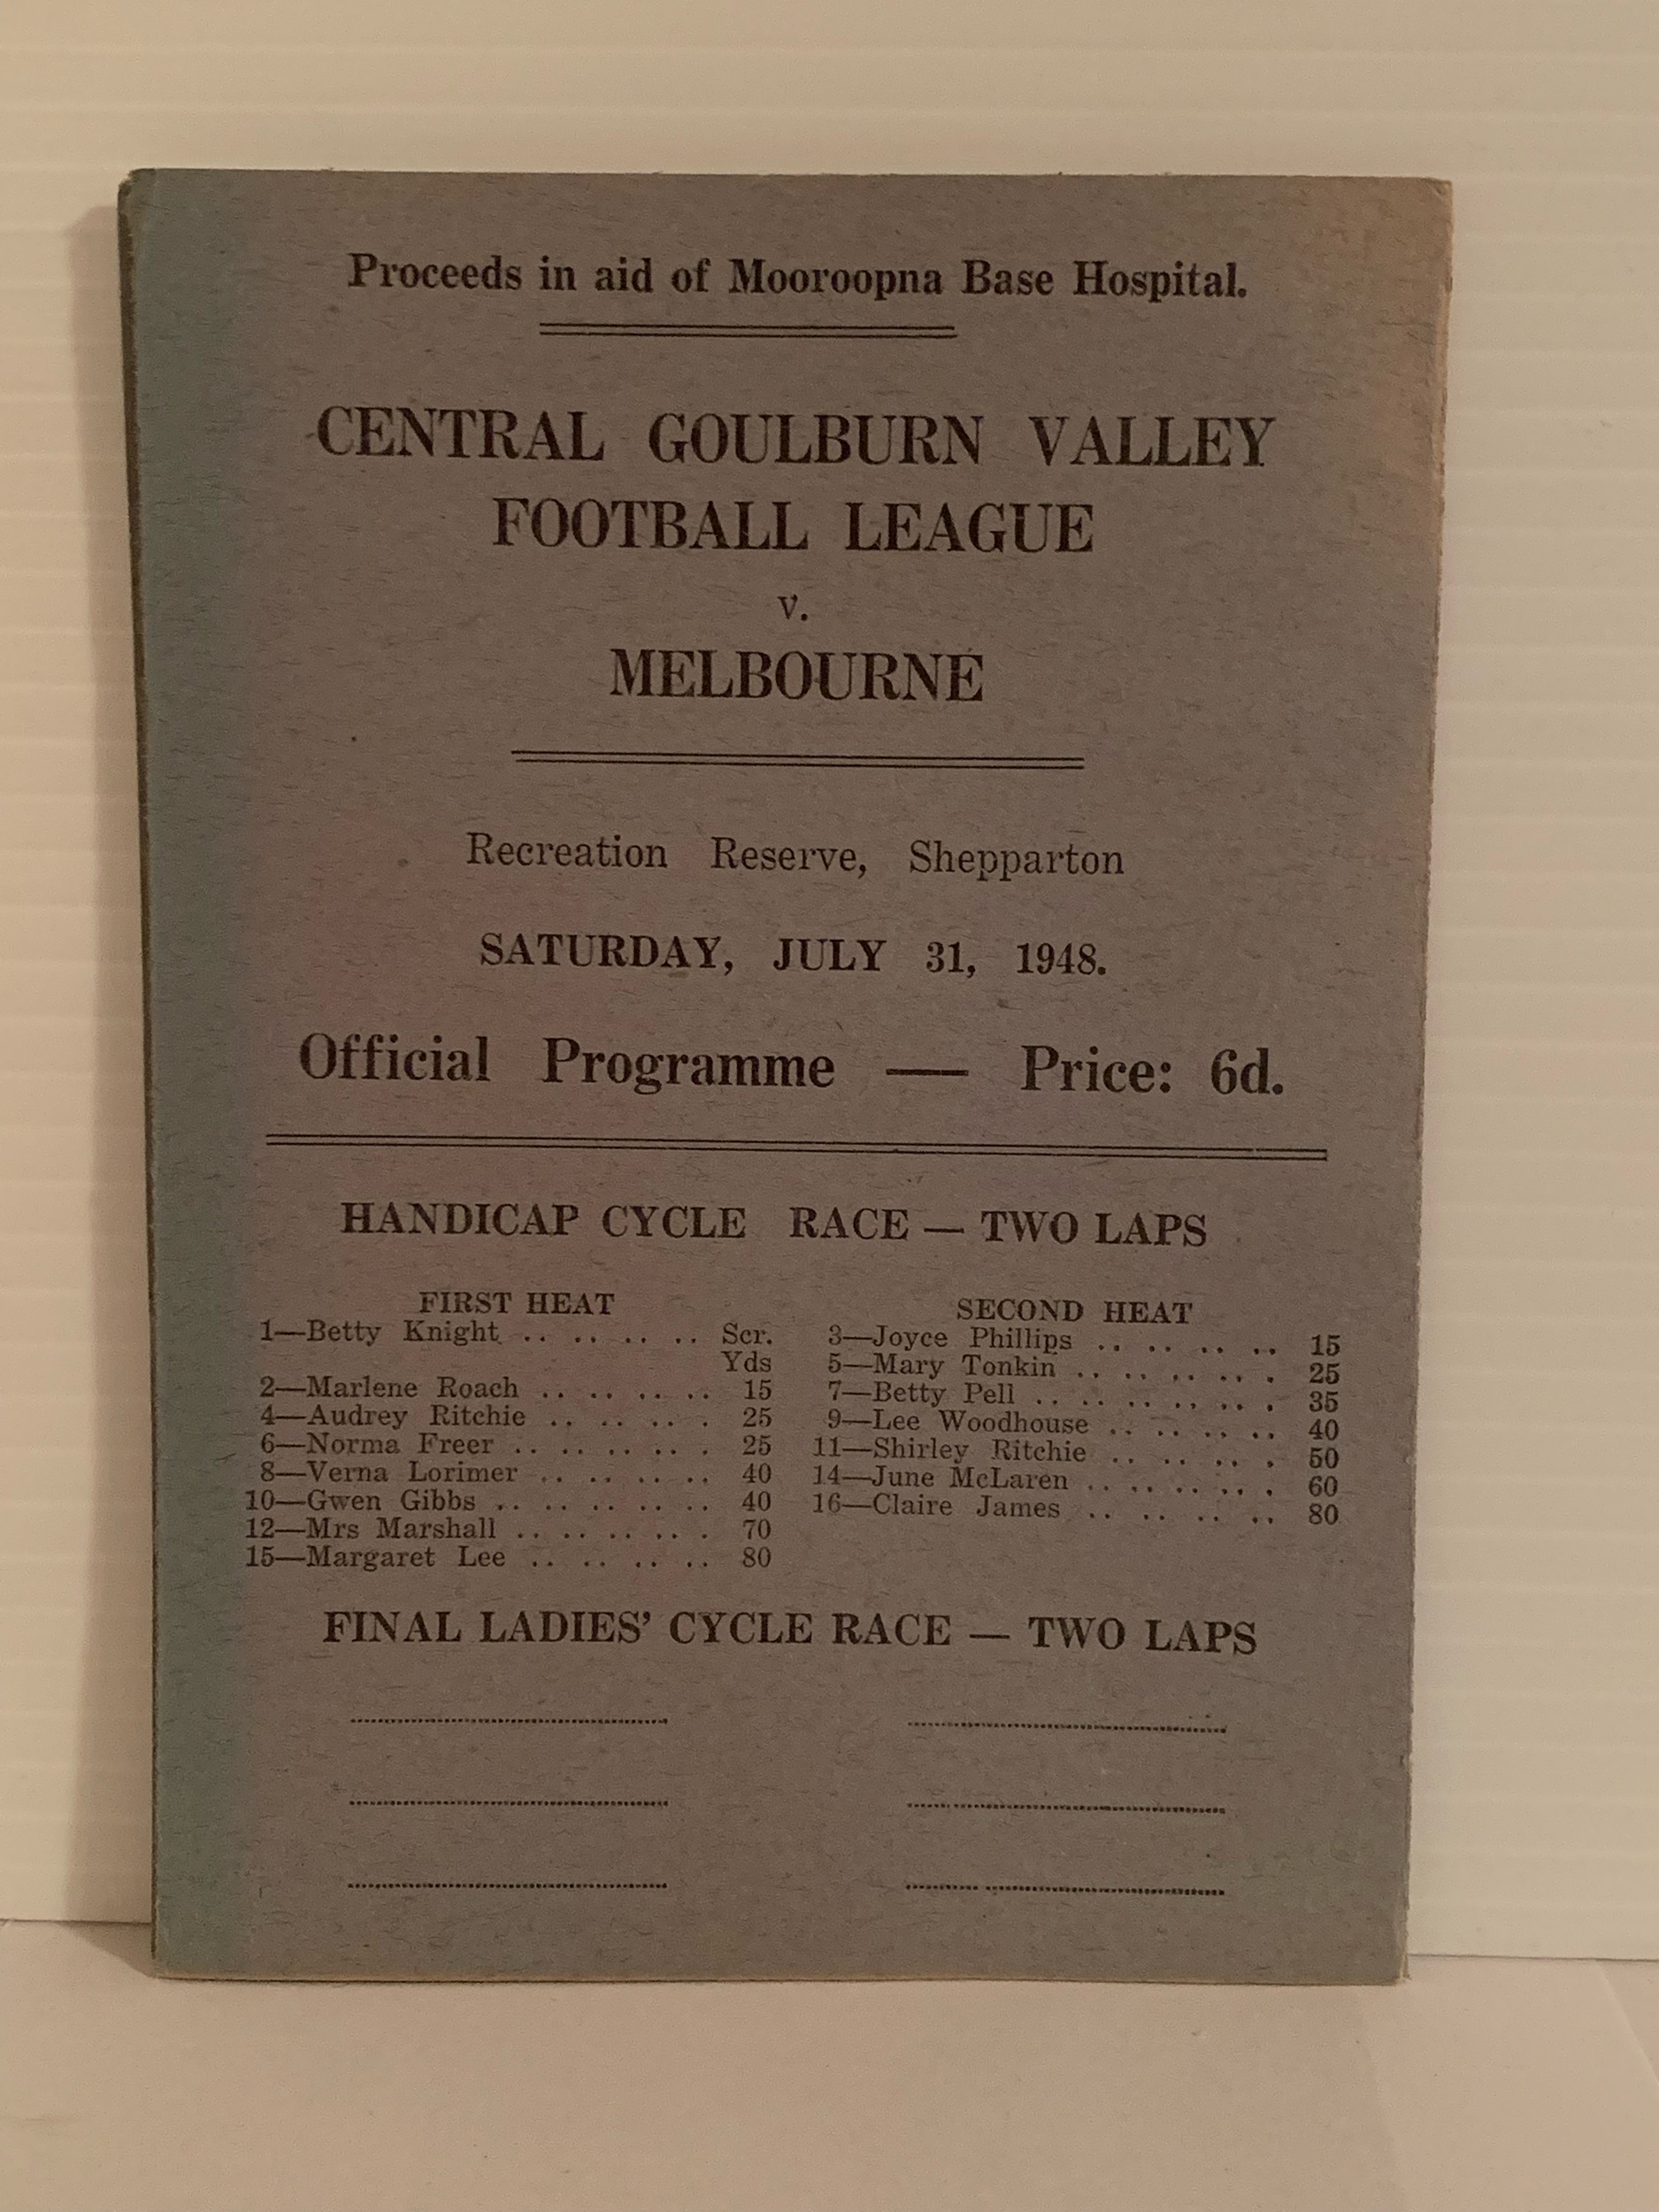 Proceeds in aid of Mooroopna Base Hospital.
CENTRAL GOULBURN VALLEY
FOOTBALL LEAGUE
v.
MELBOURNE
Recreation Reserve, Shepparton
SATURDAY, JULY 31, 1948.
Official Programme — Price: 6d.
HANDICAP CYCLE RACE — TWO LAPS
FIRST HEAT
1—Betty Knight .. .. .. .. Scr.
Yds
2—Marlene Roach .. .. .. .. 15
4—Audrey Ritchie .. .. .. . 25
6—Norma Freer .. .. .. .. . 25
8—Verna Lorimer .. .. .. .. 40
10—Gwen Gibbs .. .. .. .. .. 40
12—Mrs Marshall .. .. .. .. . 70
15—Margaret Lee .. .. .. .. 80
SECOND HEAT
3—Joyce Phillips .. .. .. .. 15
5—Mary Tonkin .. .. .. .. . 25
7—Betty Pell .. .. .. .. .. . 35
9—Lee Woodhouse .. .. .. .. 40
11—Shirley Ritchie .. .. .. . 50
14—June McLaren .. .. .. .. . 60
16—Claire James .. .. .. .. 80
FINAL LADIES' CYCLE RACE — TWO LAPS